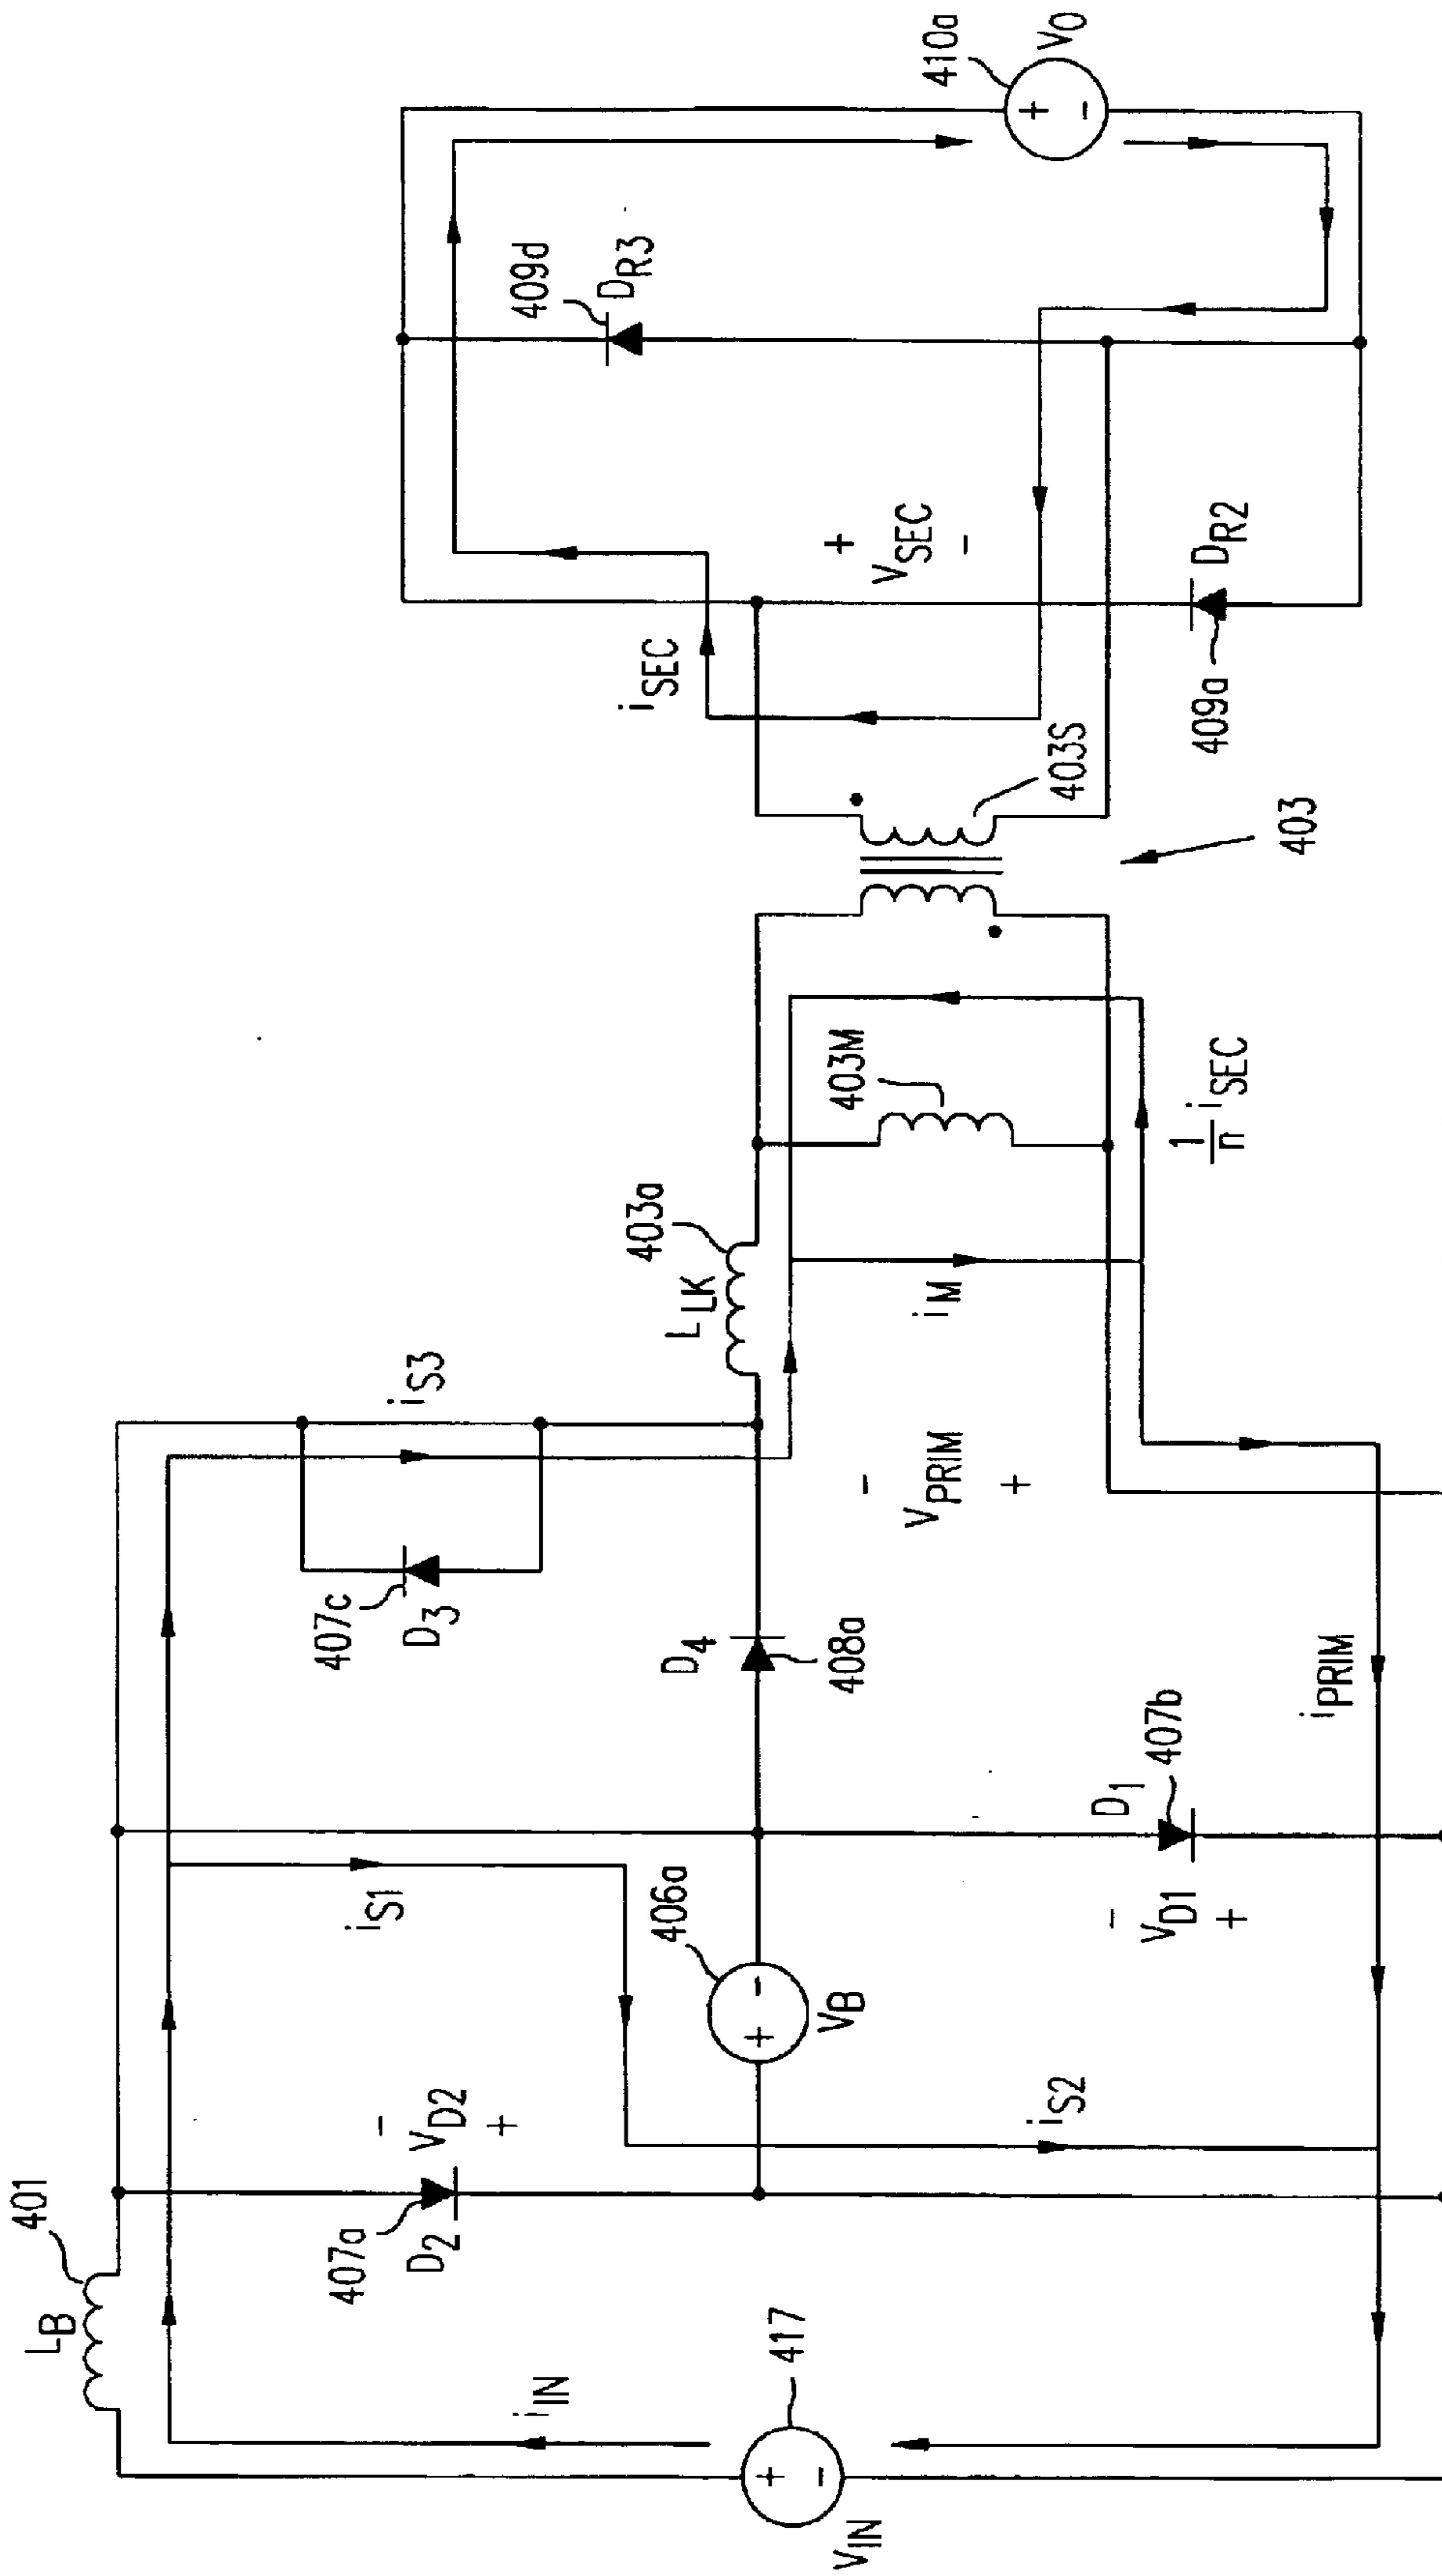 401
LB
iS3
iIN
VIN
+
-
417
407a
D2
-
VD2
+
iS1
406a
+
-
VB
iS2
D4
408a
407c
D3
D1
407b
-
VD1
+
-
VPRIM
+
iPRIM
LLK
403a
iM
403M
1/n iSEC
403
403S
iSEC
+
VSEC
-
409a
DR2
409d
DR3
410a
+
-
VO